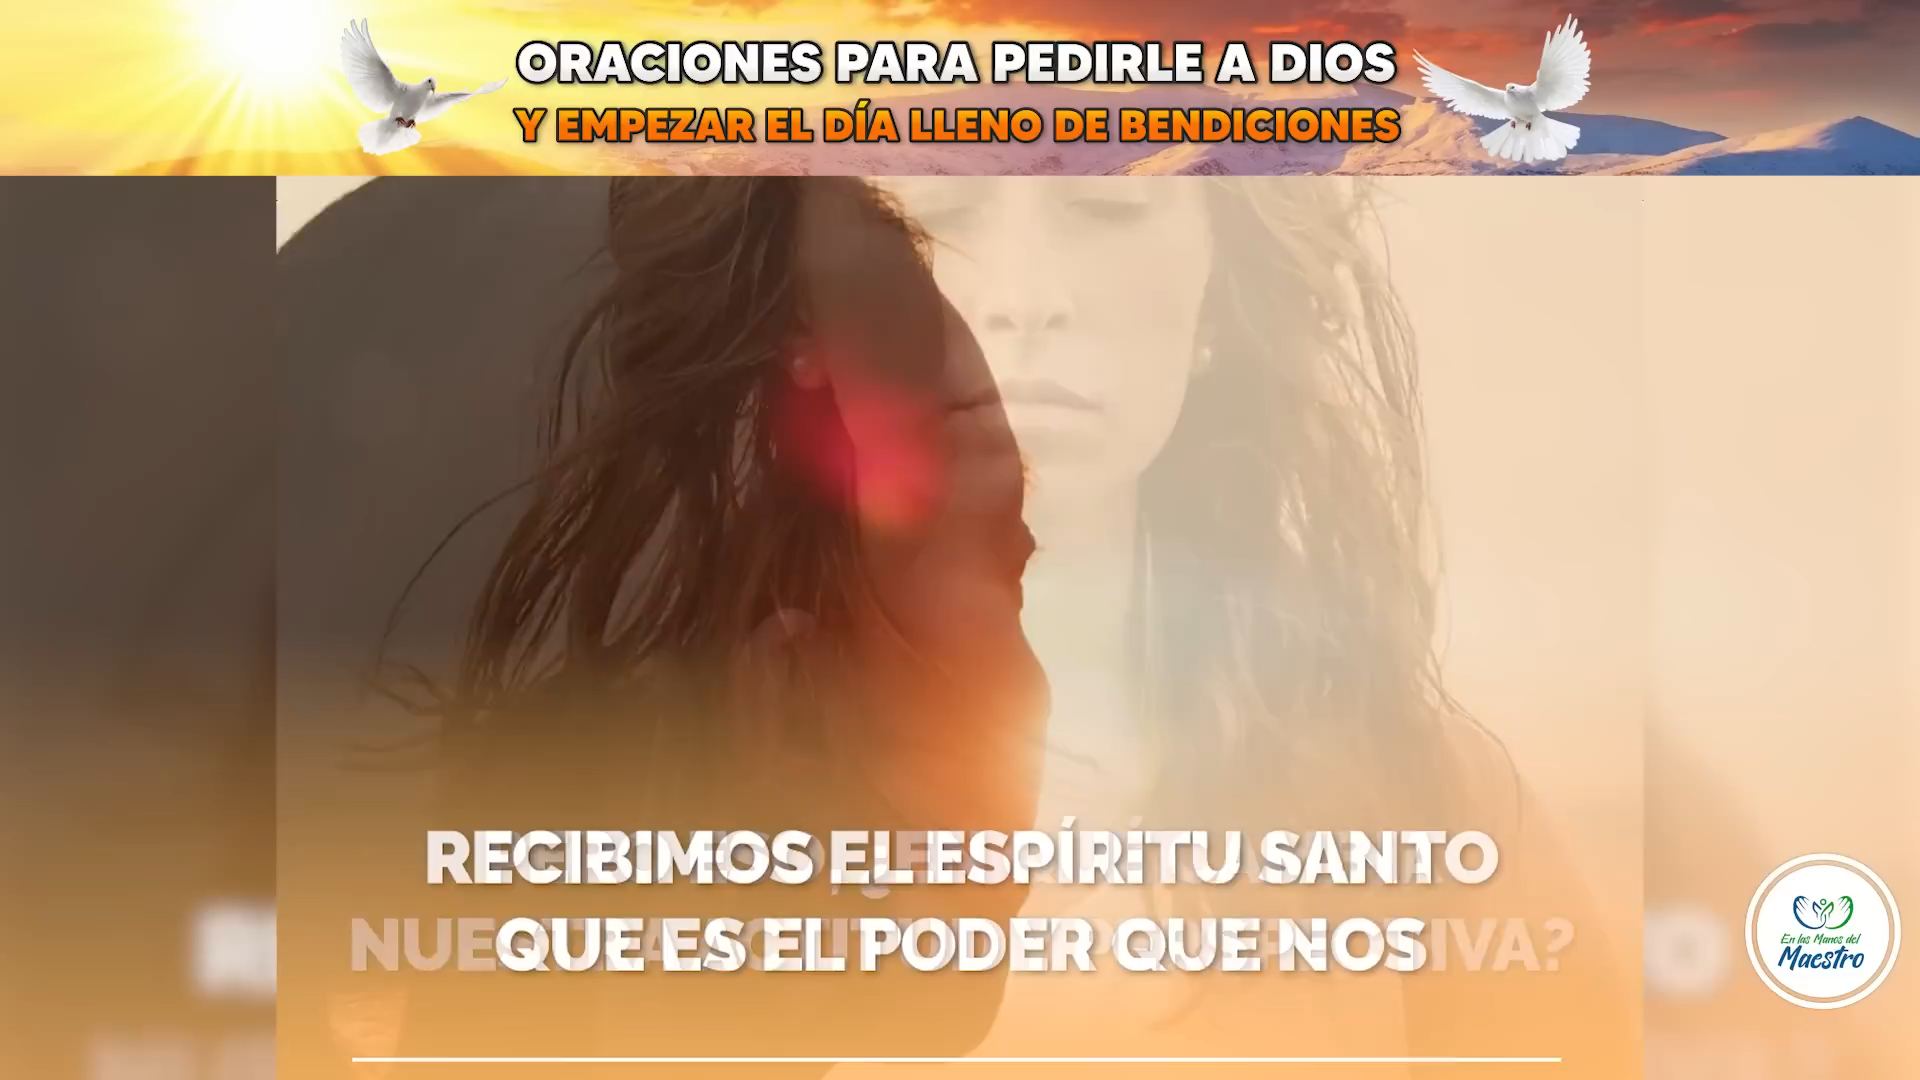 ORACIONES PARA PEDIRLE A DIOS
Y EMPEZAR EL DÍA LLENO DE BENDICIONES
RECIBIMOS EL ESPÍRITU SANTO
QUE ES EL PODER QUE NOS
En las Manos del
Maestro